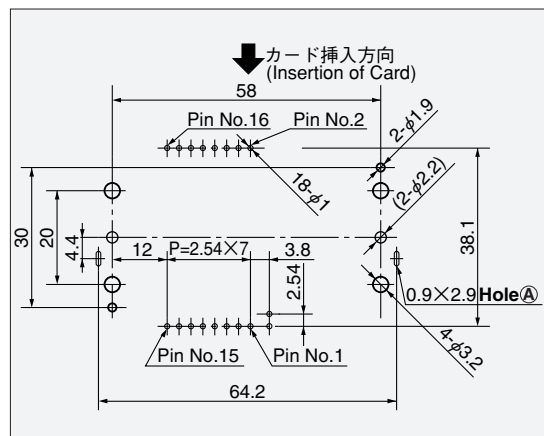 カード挿入方向
(Insertion of Card)
58
Pin No.16
Pin No.2
2-φ1.9
18-φ1
(2-φ2.2)
30
20
4.4
12
P=2.54×7
3.8
2.54
38.1
0.9×2.9HoleⒶ
Pin No.15
Pin No.1
4-φ3.2
64.2